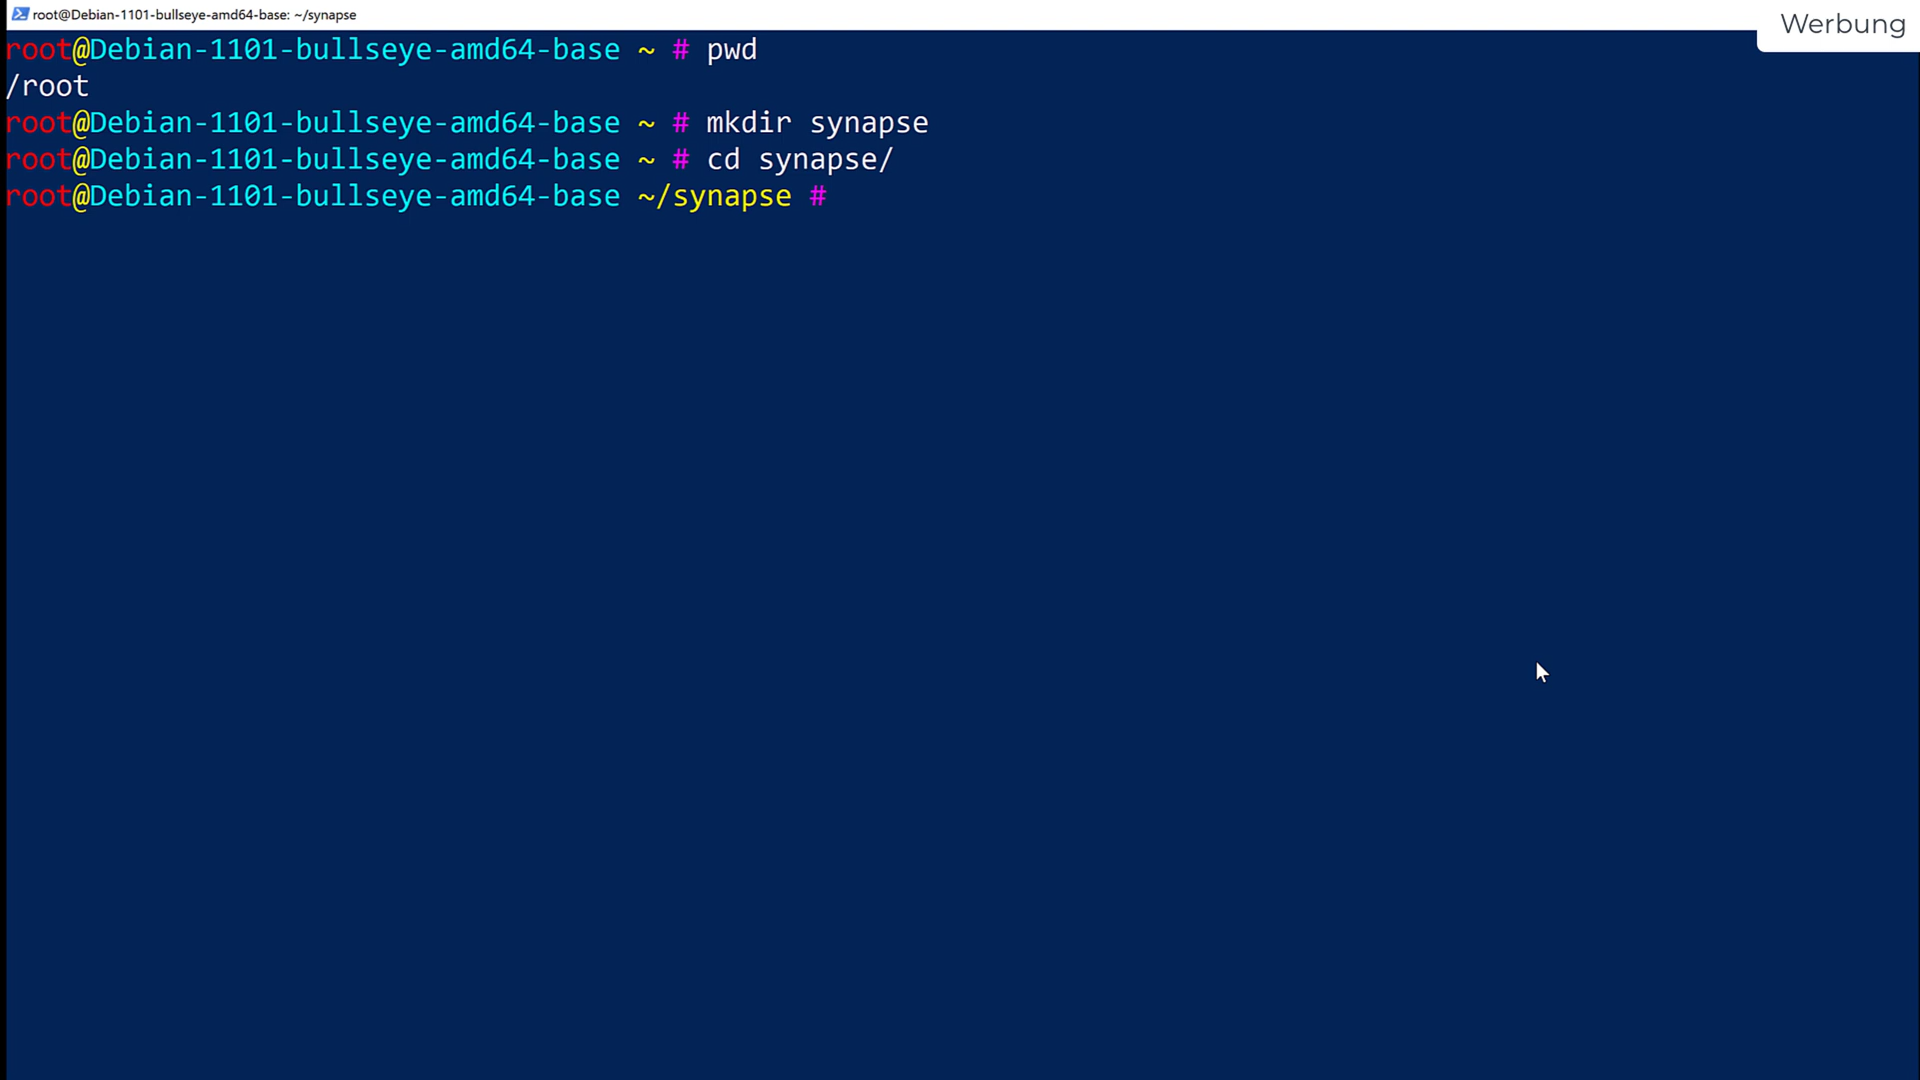 root@Debian-1101-bullseye-amd64-base: ~/synapse
Werbung
root@Debian-1101-bullseye-amd64-base ~ # pwd
/root
root@Debian-1101-bullseye-amd64-base ~ # mkdir synapse
root@Debian-1101-bullseye-amd64-base ~ # cd synapse/
root@Debian-1101-bullseye-amd64-base ~/synapse #